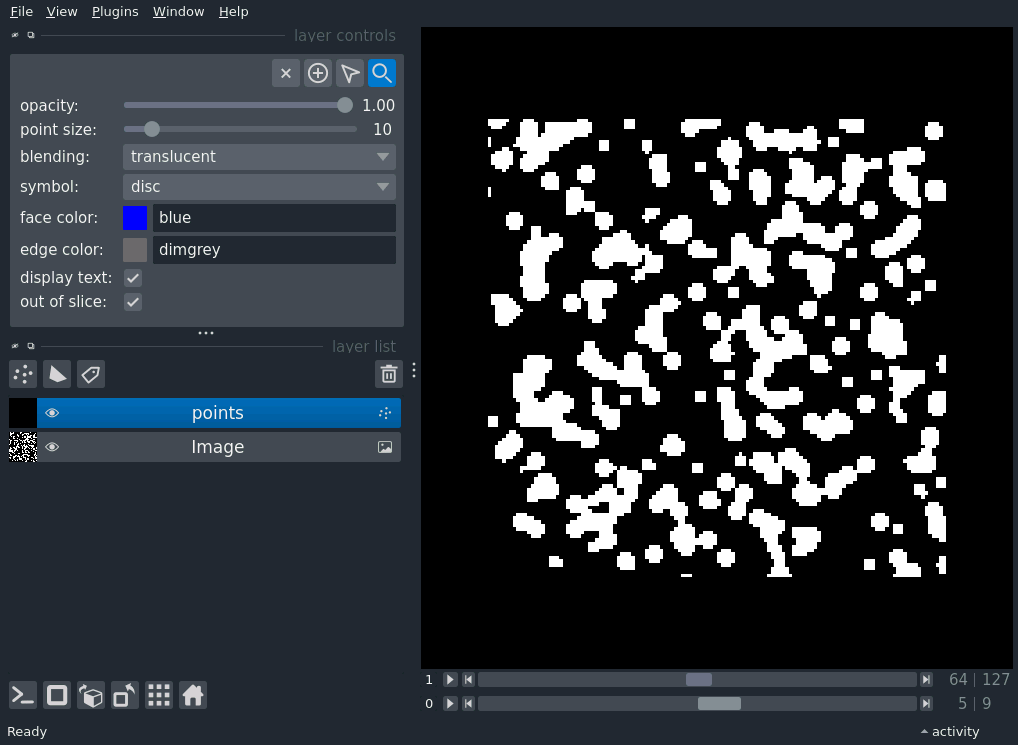 File View Plugins Window Help
layer controls
opacity: 1.00
point size: 10
blending: translucent
symbol: disc
face color: blue
edge color: dimgrey
display text:
out of slice:
layer list
points
Image
1 64 | 127
0 5 | 9
Ready activity